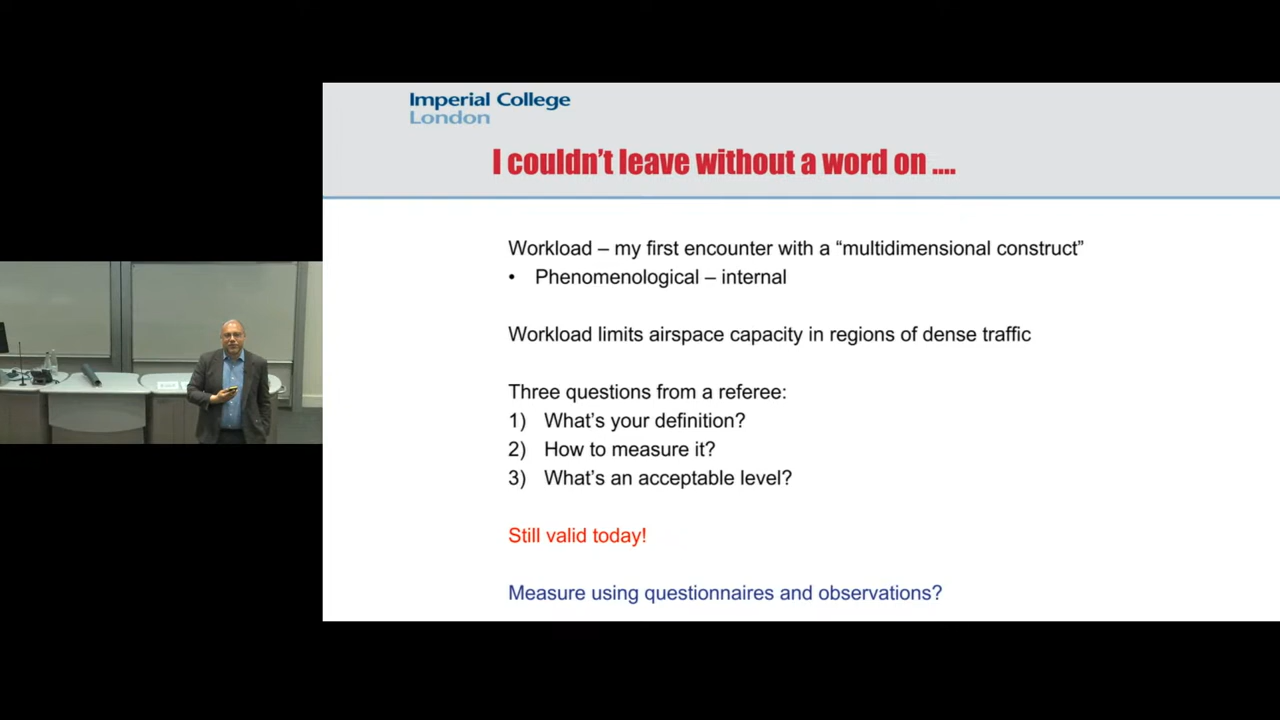 Imperial College
London
I couldn't leave without a word on ....
Workload – my first encounter with a “multidimensional construct”
• Phenomenological – internal
Workload limits airspace capacity in regions of dense traffic
Three questions from a referee:
1) What's your definition?
2) How to measure it?
3) What's an acceptable level?
Still valid today!
Measure using questionnaires and observations?